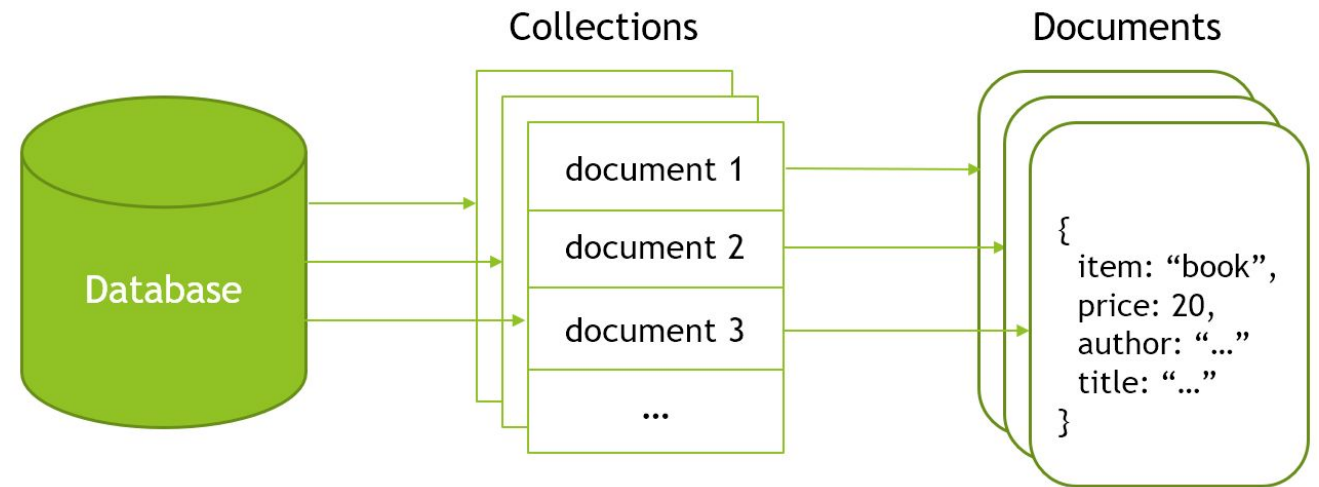 Collections
Documents
Database
document 1
document 2
document 3
...
{
item: “book”,
price: 20,
author: “...”
title: “...”
}